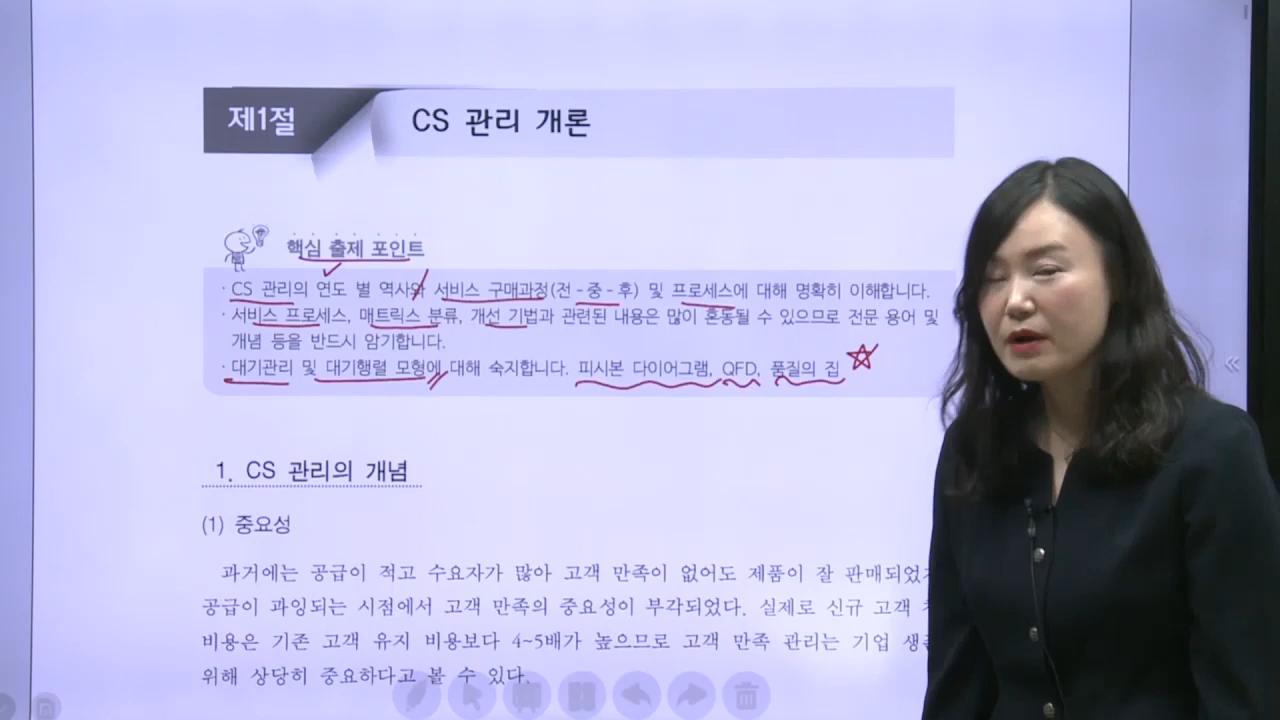 제1절
CS 관리 개론
핵심 출제 포인트
· CS 관리의 연도 별 역사와 서비스 구매과정(전 - 중 - 후) 및 프로세스에 대해 명확히 이해합니다.
· 서비스 프로세스, 매트릭스 분류, 개선 기법과 관련된 내용은 많이 혼동될 수 있으므로 전문 용어 및
개념 등을 반드시 암기합니다.
· 대기관리 및 대기행렬 모형에 대해 숙지합니다. 피시본 다이어그램, QFD, 품질의 집
1. CS 관리의 개념
(1) 중요성
과거에는 공급이 적고 수요자가 많아 고객 만족이 없어도 제품이 잘 판매되었
공급이 과잉되는 시점에서 고객 만족의 중요성이 부각되었다. 실제로 신규 고객
비용은 기존 고객 유지 비용보다 4~5배가 높으므로 고객 만족 관리는 기업 생
위해 상당히 중요하다고 볼 수 있다.